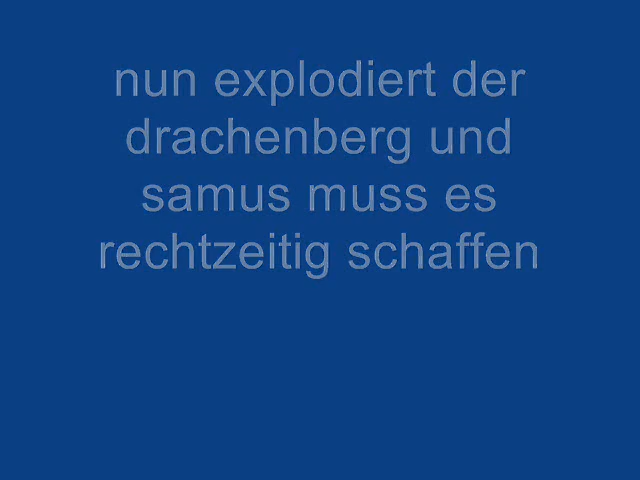 nun explodiert der
drachenberg und
samus muss es
rechtzeitig schaffen